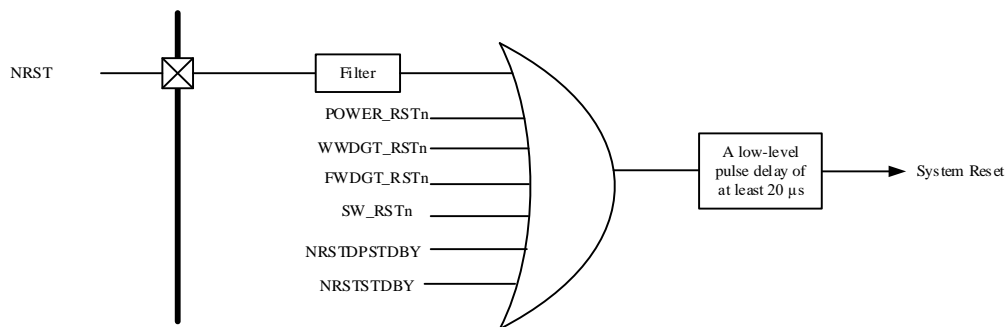 NRST
Filter
POWER_RSTn
WWDGT_RSTn
FWDGT_RSTn
SW_RSTn
NRSTDPSTDBY
NRSTSTDBY
A low-level
pulse delay of
at least 20 µs
System Reset